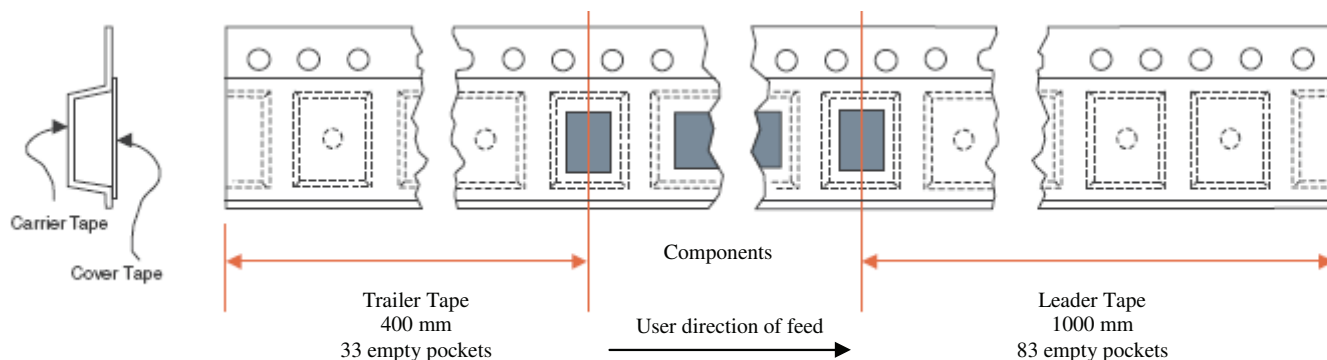 Carrier Tape
Cover Tape
Components
Trailer Tape
400 mm
33 empty pockets
User direction of feed
Leader Tape
1000 mm
83 empty pockets